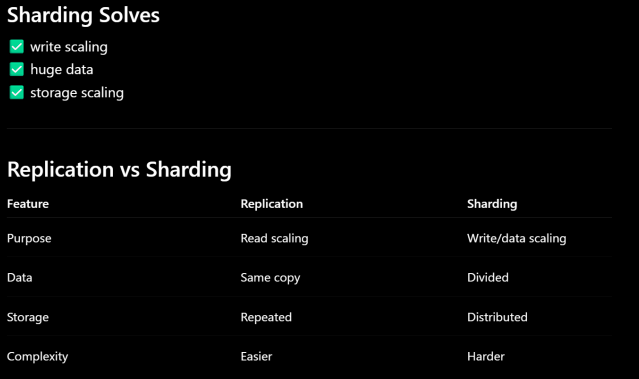 Sharding Solves
✅ write scaling
✅ huge data
✅ storage scaling
Replication vs Sharding
Feature Replication Sharding
Purpose Read scaling Write/data scaling
Data Same copy Divided
Storage Repeated Distributed
Complexity Easier Harder